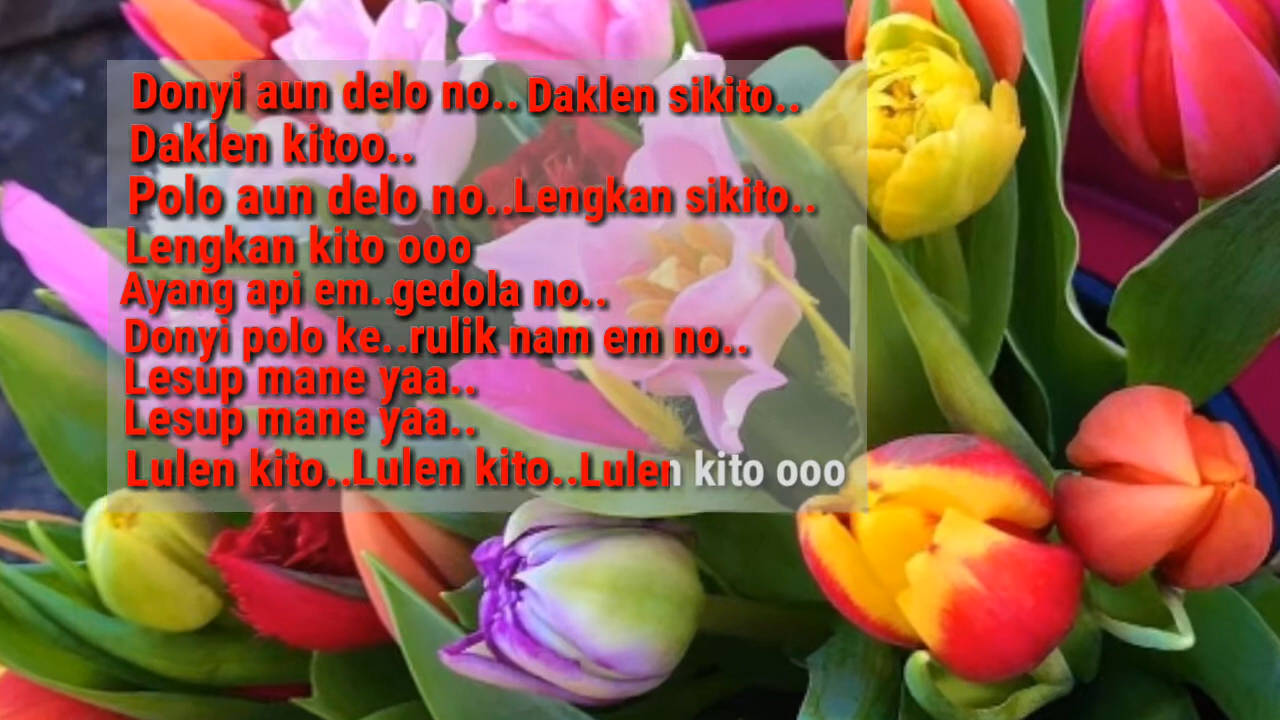 Donyi aun delo no.. Daklen sikito..
Daklen kitoo..
Polo aun delo no..Lengkan sikito..
Lengkan kito ooo
Ayang api em..gedola no..
Donyi polo ke..rulik nam em no..
Lesup mane yaa..
Lesup mane yaa..
Lulen kito..Lulen kito..Lulen kito ooo